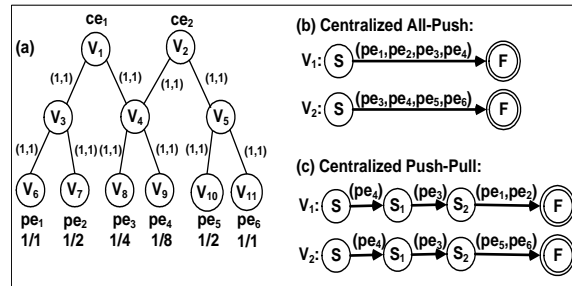 ce1 ce2
(a)
V1 V2
(1,1) (1,1) (1,1) (1,1)
V3 V4 V5
(1,1) (1,1) (1,1) (1,1) (1,1) (1,1)
V6 V7 V8 V9 V10 V11
pe1 pe2 pe3 pe4 pe5 pe6
1/1 1/2 1/4 1/8 1/2 1/1
(b) Centralized All-Push:
V1: S (pe1,pe2,pe3,pe4) F
V2: S (pe3,pe4,pe5,pe6) F
(c) Centralized Push-Pull:
V1: S (pe4) S1 (pe3) S2 (pe1,pe2) F
V2: S (pe4) S1 (pe3) S2 (pe5,pe6) F